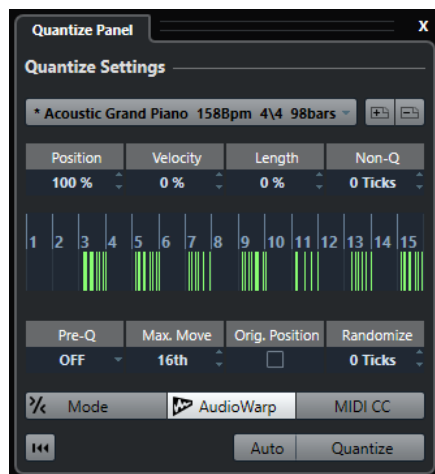 Quantize Panel X
Quantize Settings
* Acoustic Grand Piano 158Bpm 4\4 98bars
Position Velocity Length Non-Q
100 % 0 % 0 % 0 Ticks
1 2 3 4 5 6 7 8 9 10 11 12 13 14 15
Pre-Q Max. Move Orig. Position Randomize
OFF 16th 0 Ticks
Mode AudioWarp MIDI CC
Auto Quantize